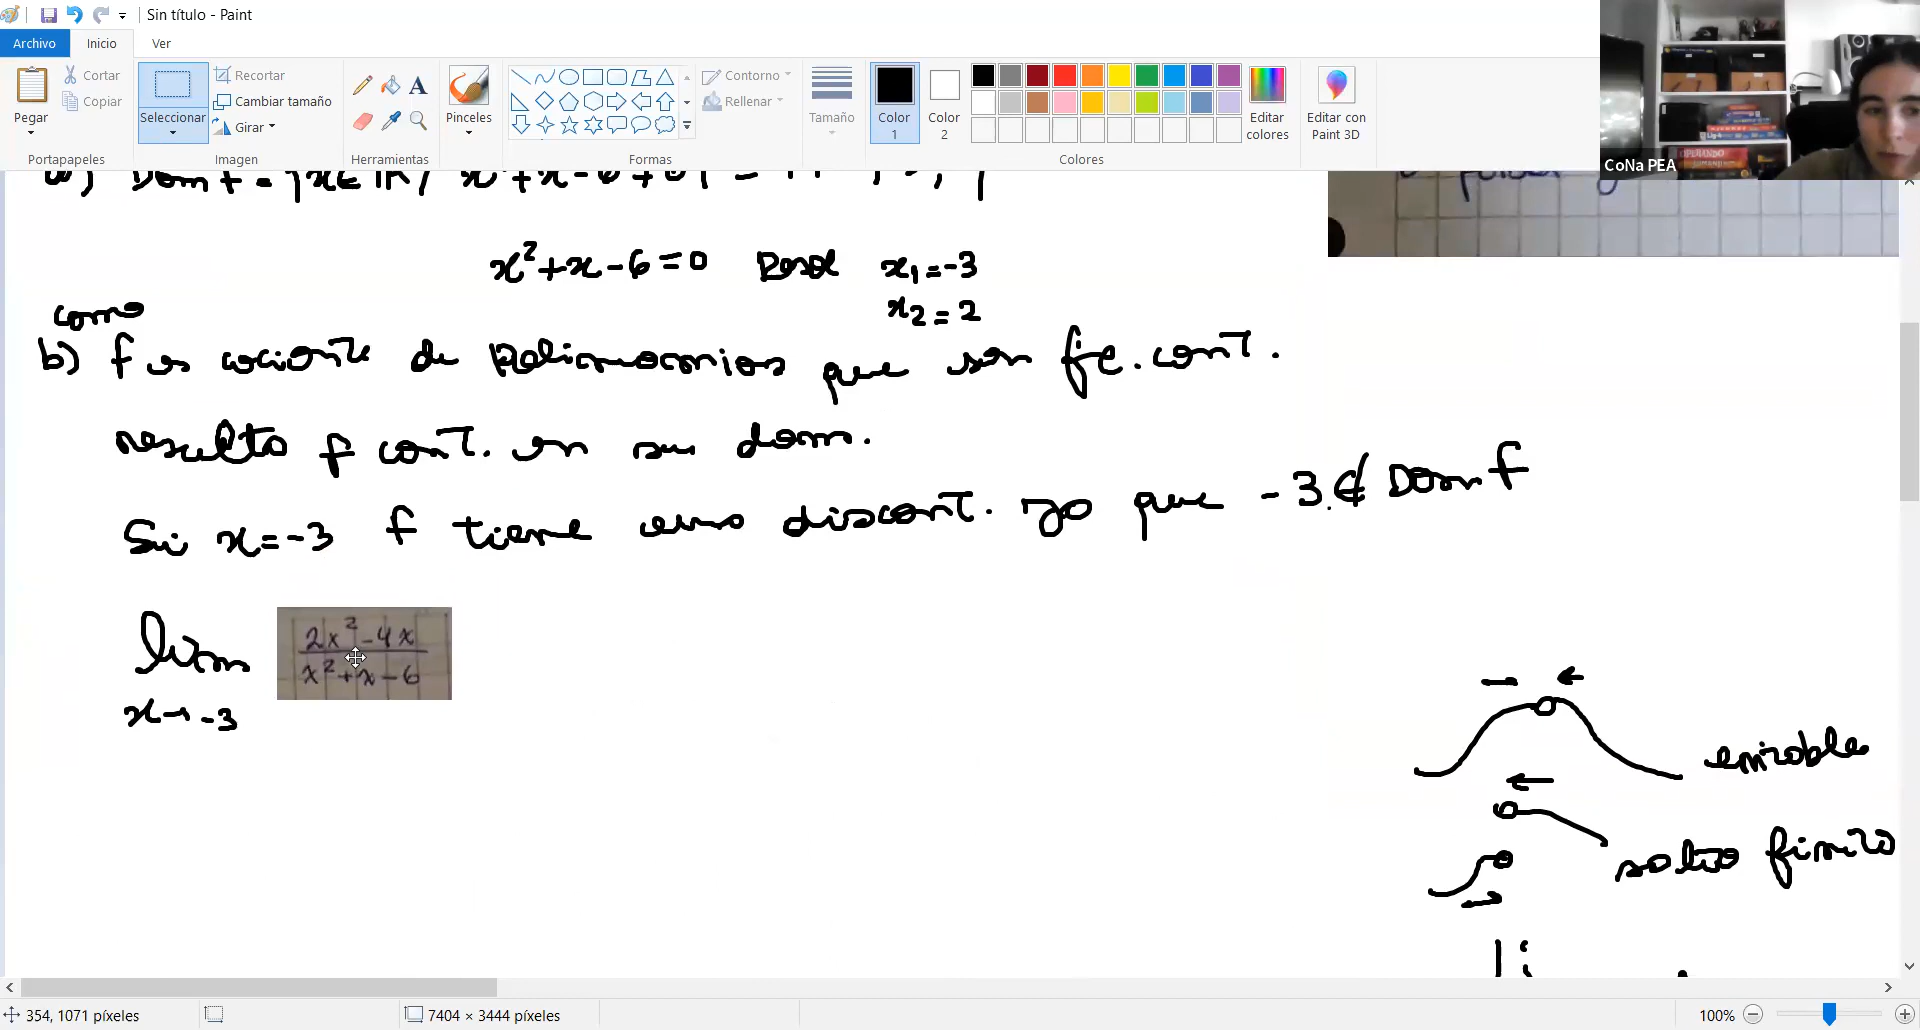 Sin título - Paint
Archivo Inicio Ver
Pegar
Cortar
Copiar
Portapapeles
Seleccionar
Recortar
Cambiar tamaño
Girar
Imagen
A
Herramientas
Pinceles
Contorno
Rellenar
Formas
Tamaño
Color 1
Color 2
Editar colores
Colores
Editar con Paint 3D
CoNa PEA
x²+x-6=0 x₁=-3
x₂=2
como
b) f es cociente de polinomios que son fc. cont.
resulta f cont. en su dom.
Si x=-3 f tiene una discont. ya que -3 ∉ Dom f
lim 2x²-4x
x²+x-6
x→-3
evitable
salto finito
354, 1071 píxeles
7404 × 3444 píxeles
100%